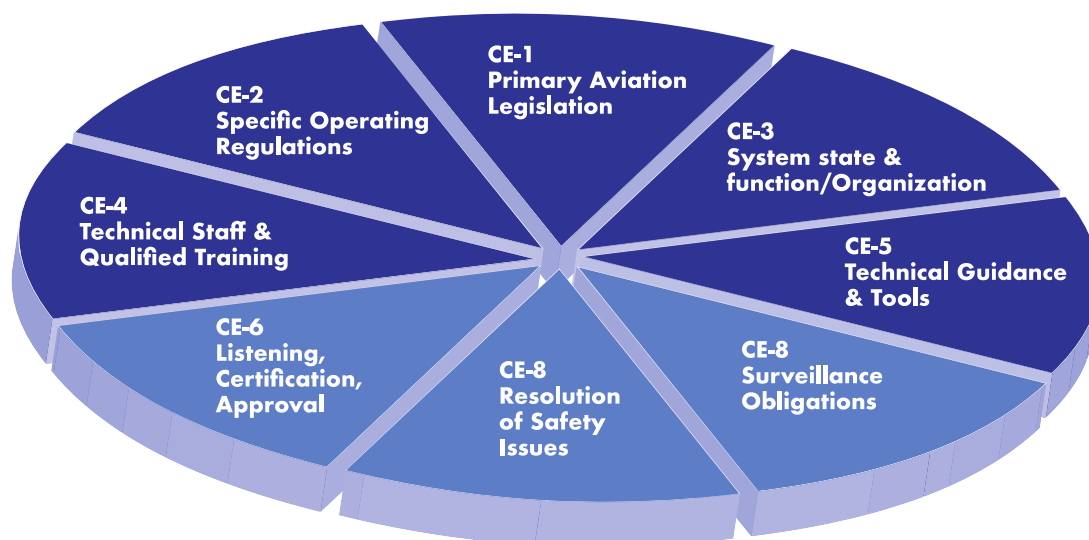 CE-1
Primary Aviation
Legislation
CE-2
Specific Operating
Regulations
CE-3
System state &
function/Organization
CE-4
Technical Staff &
Qualified Training
CE-5
Technical Guidance
& Tools
CE-6
Listening,
Certification,
Approval
CE-8
Resolution
of Safety
Issues
CE-8
Surveillance
Obligations